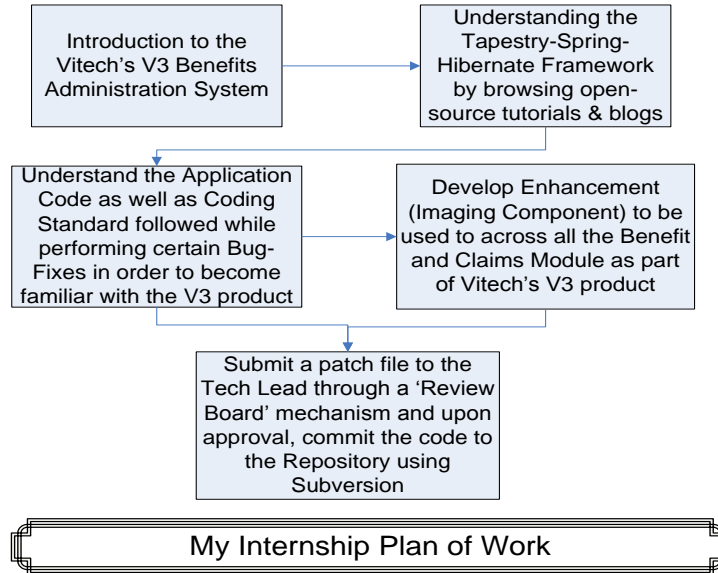 Introduction to the
Vitech's V3 Benefits
Administration System
Understanding the
Tapestry-Spring-
Hibernate Framework
by browsing open-
source tutorials & blogs
Understand the Application
Code as well as Coding
Standard followed while
performing certain Bug-
Fixes in order to become
familiar with the V3 product
Develop Enhancement
(Imaging Component) to be
used to across all the Benefit
and Claims Module as part
of Vitech's V3 product
Submit a patch file to the
Tech Lead through a ‘Review
Board’ mechanism and upon
approval, commit the code to
the Repository using
Subversion
My Internship Plan of Work